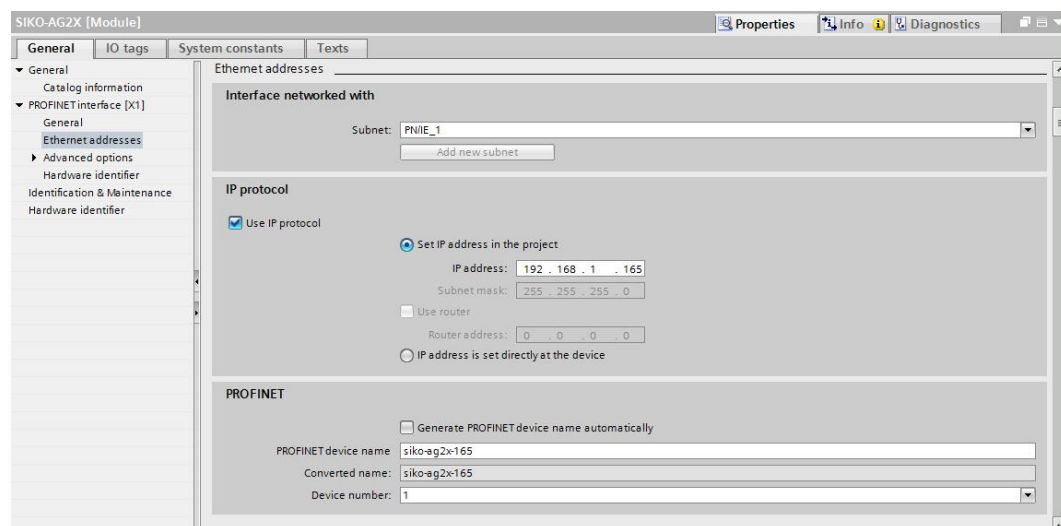 SIKO-AG2X [Module]
Properties
Info
Diagnostics
General
IO tags
System constants
Texts
General
Catalog information
PROFINET interface [X1]
General
Ethernet addresses
Advanced options
Hardware identifier
Identification & Maintenance
Hardware identifier
Ethernet addresses
Interface networked with
Subnet: PN/IE_1
Add new subnet
IP protocol
Use IP protocol
Set IP address in the project
IP address: 192 . 168 . 1 . 165
Subnet mask: 255 . 255 . 255 . 0
Use router
Router address: 0 . 0 . 0 . 0
IP address is set directly at the device
PROFINET
Generate PROFINET device name automatically
PROFINET device name siko-ag2x-165
Converted name: siko-ag2x-165
Device number: 1